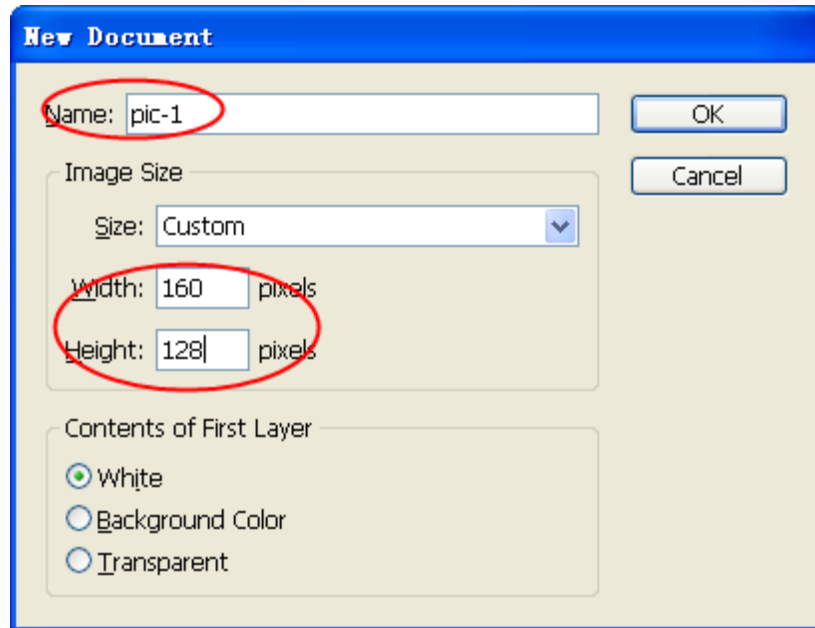 New Document
Name: pic-1
OK
Image Size
Cancel
Size: Custom
Width: 160 pixels
Height: 128 pixels
Contents of First Layer
White
Background Color
Transparent